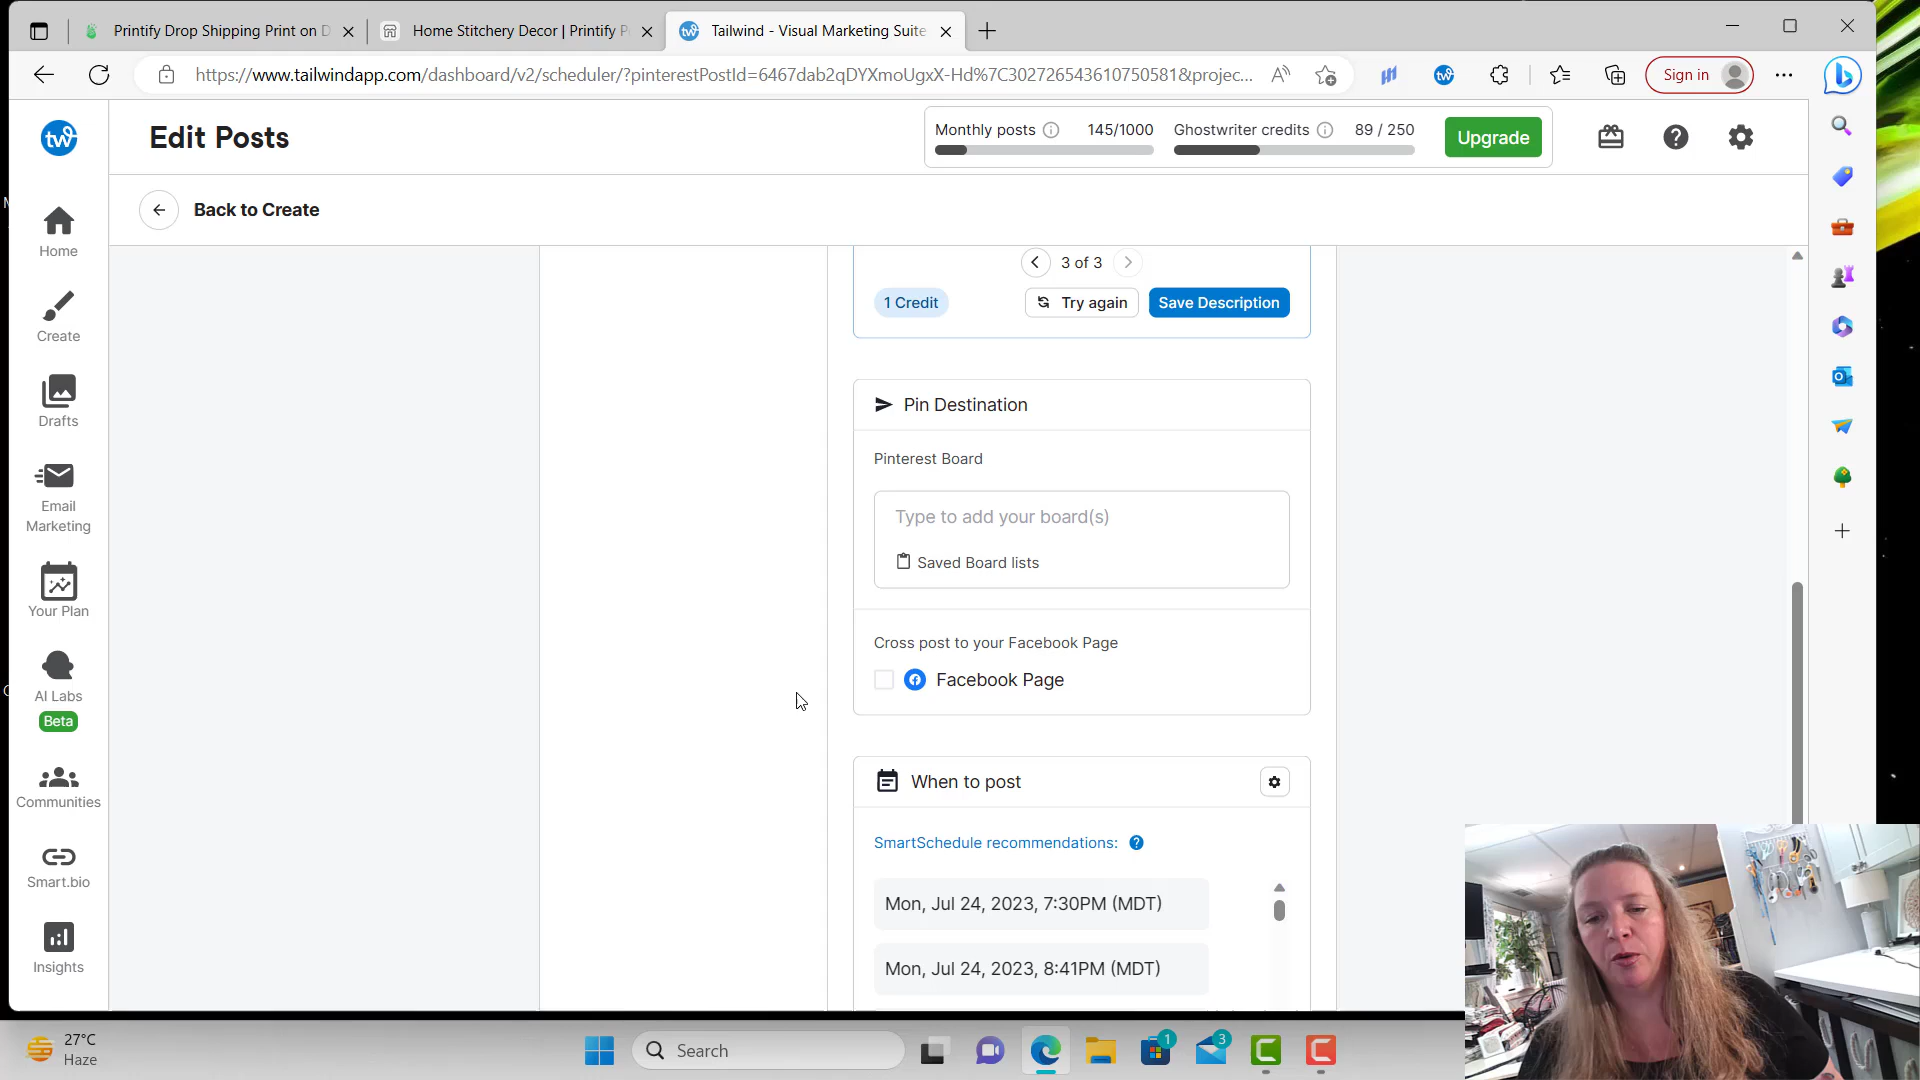 Printify Drop Shipping Print on D
Home Stitchery Decor | Printify P
Tailwind - Visual Marketing Suite
https://www.tailwindapp.com/dashboard/v2/scheduler/?pinterestPostId=6467dab2qDYXmoUgxX-Hd%7C302726543610750581&projec...
Sign in
Edit Posts
Monthly posts 145/1000
Ghostwriter credits 89 / 250
Upgrade
Back to Create
Home
Create
Drafts
Email
Marketing
Your Plan
AI Labs
Beta
Communities
Smart.bio
Insights
3 of 3
1 Credit
Try again
Save Description
Pin Destination
Pinterest Board
Type to add your board(s)
Saved Board lists
Cross post to your Facebook Page
Facebook Page
When to post
SmartSchedule recommendations:
Mon, Jul 24, 2023, 7:30PM (MDT)
Mon, Jul 24, 2023, 8:41PM (MDT)
27°C
Haze
Search
1
3